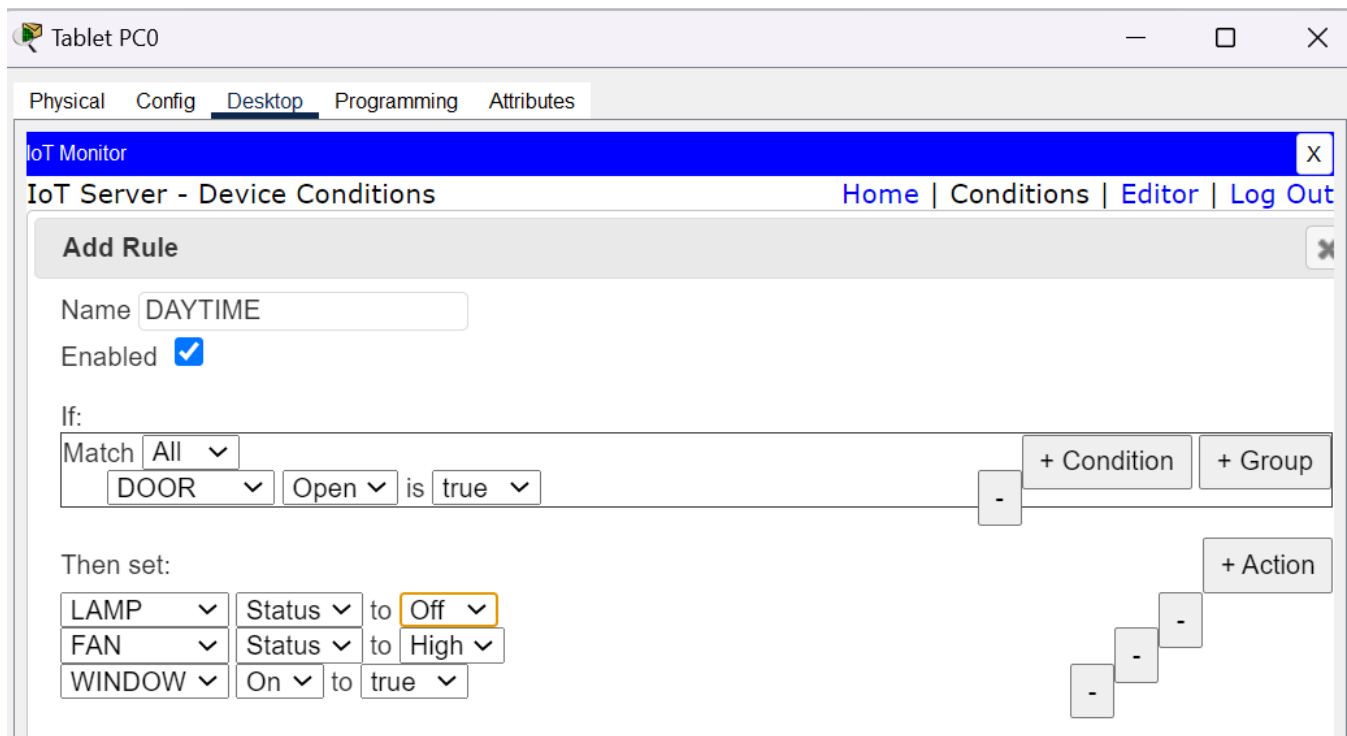 Tablet PC0
Physical Config Desktop Programming Attributes
IoT Monitor X
IoT Server - Device Conditions Home | Conditions | Editor | Log Out
Add Rule
Name DAYTIME
Enabled
If:
Match All + Condition + Group
DOOR Open is true -
Then set: + Action
LAMP Status to Off -
FAN Status to High -
WINDOW On to true -